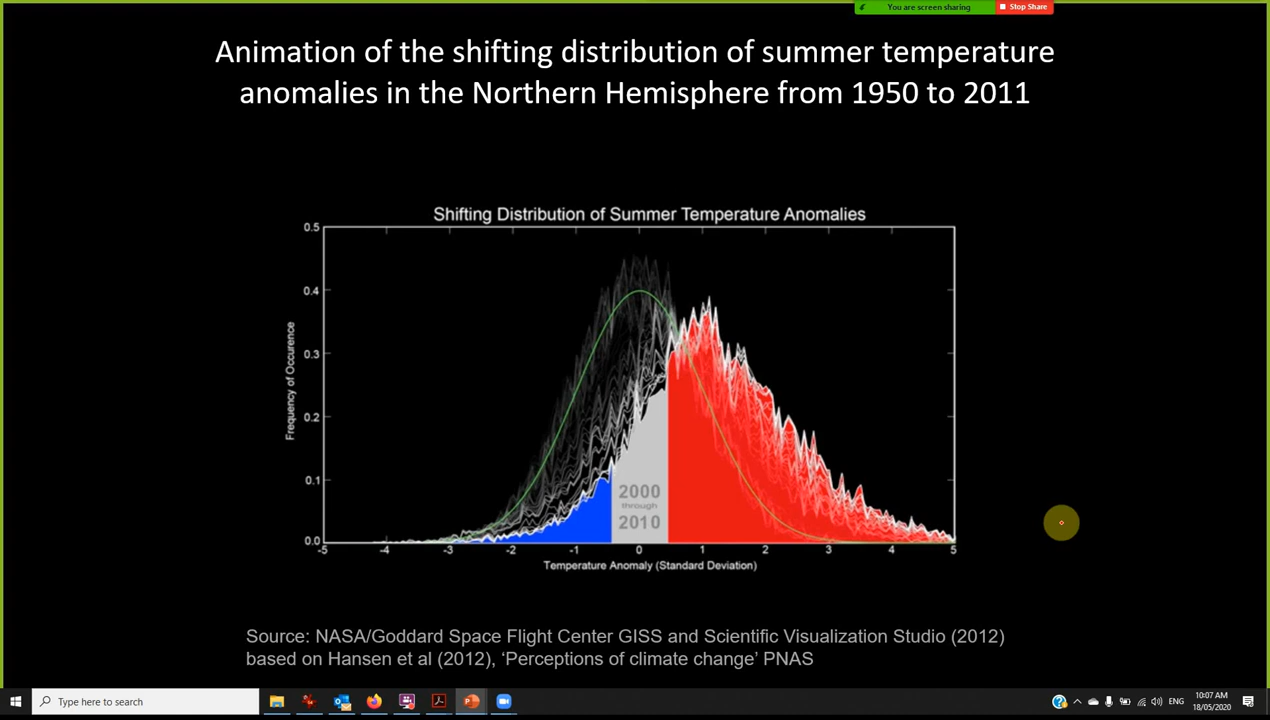 You are screen sharing
Stop Share
Animation of the shifting distribution of summer temperature
anomalies in the Northern Hemisphere from 1950 to 2011
Shifting Distribution of Summer Temperature Anomalies
0.5
0.4
0.3
0.2
0.1
0.0
Frequency of Occurence
2000
through
2010
-5 -4 -3 -2 -1 0 1 2 3 4 5
Temperature Anomaly (Standard Deviation)
Source: NASA/Goddard Space Flight Center GISS and Scientific Visualization Studio (2012)
based on Hansen et al (2012), ‘Perceptions of climate change’ PNAS
Type here to search
ENG
10:07 AM
18/05/2020